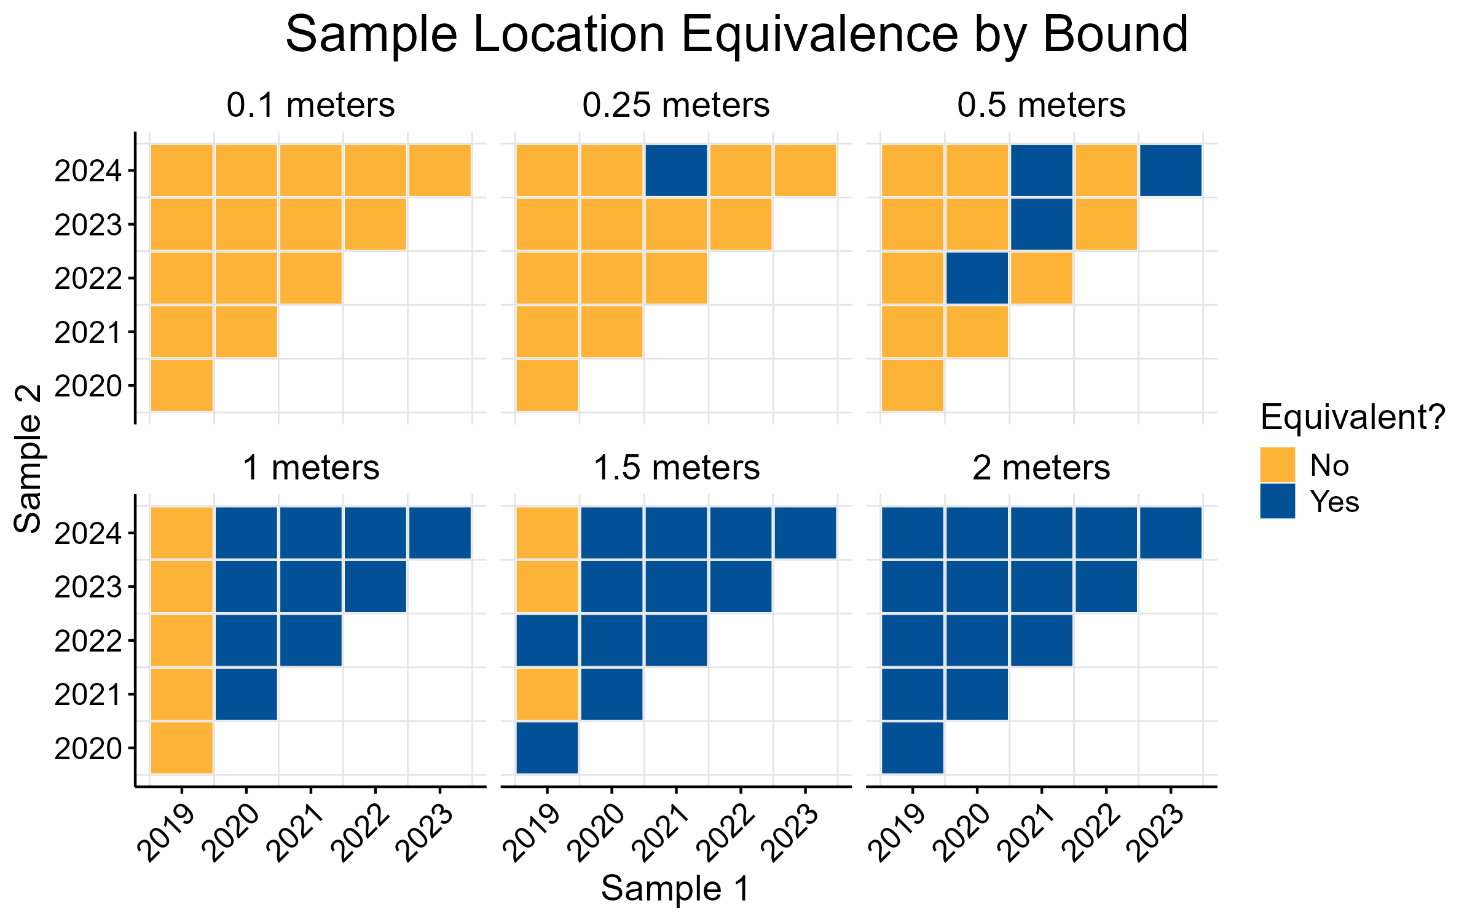 Sample Location Equivalence by Bound
0.1 meters
0.25 meters
0.5 meters
2024
2023
2022
2021
2020
Sample 2
1 meters
1.5 meters
2 meters
2024
2023
2022
2021
2020
2019
2020
2021
2022
2023
2019
2020
2021
2022
2023
2019
2020
2021
2022
2023
Sample 1
Equivalent?
No
Yes